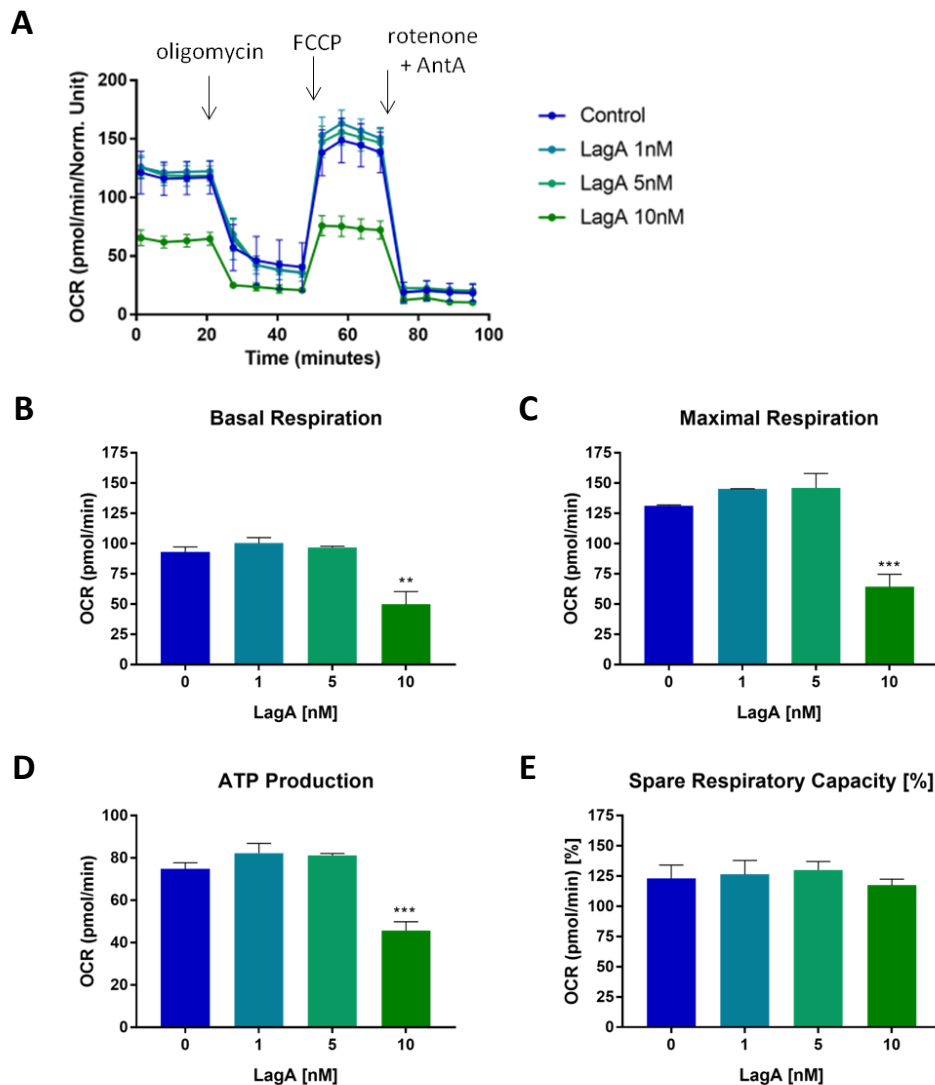 A
oligomycin
FCCP
rotenone
+ AntA
OCR (pmol/min/Norm. Unit)
200
150
100
50
0
0 20 40 60 80 100
Time (minutes)
Control
LagA 1nM
LagA 5nM
LagA 10nM
B
Basal Respiration
OCR (pmol/min)
175
150
125
100
75
50
25
0
**
0 1 5 10
LagA [nM]
C
Maximal Respiration
OCR (pmol/min)
175
150
125
100
75
50
25
0
***
0 1 5 10
LagA [nM]
D
ATP Production
OCR (pmol/min)
100
80
60
40
20
0
***
0 1 5 10
LagA [nM]
E
Spare Respiratory Capacity [%]
OCR (pmol/min) [%]
175
150
125
100
75
50
25
0
0 1 5 10
LagA [nM]